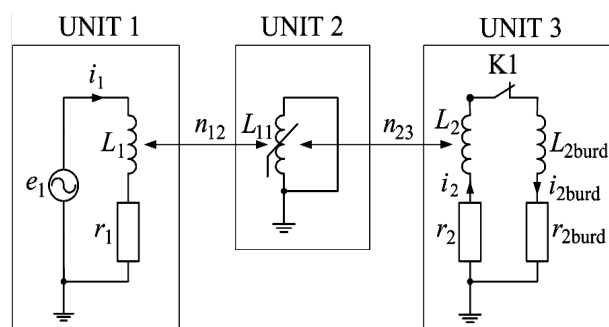 UNIT 1
UNIT 2
UNIT 3
K1
i1
L1
n12
L11
n23
L2
L2burd
e1
i2
i2burd
r1
r2
r2burd